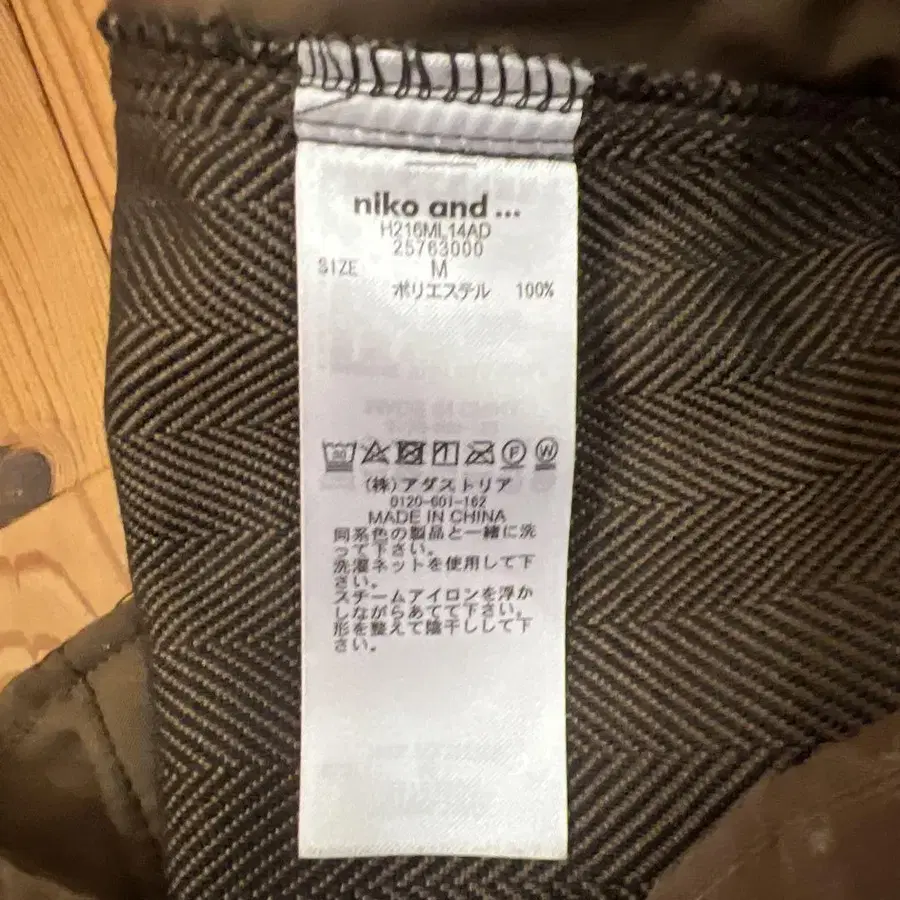 niko and ...
H216ML14AD
25763000
SIZE M
ポリエステル 100%
(株)アダストリア
0120-601-162
MADE IN CHINA
同系色の製品と一緒に洗
って下さい。
洗濯ネットを使用して下
さい。
スチームアイロンを浮か
しながらあてて下さい。
形を整えて陰干しして下
さい。